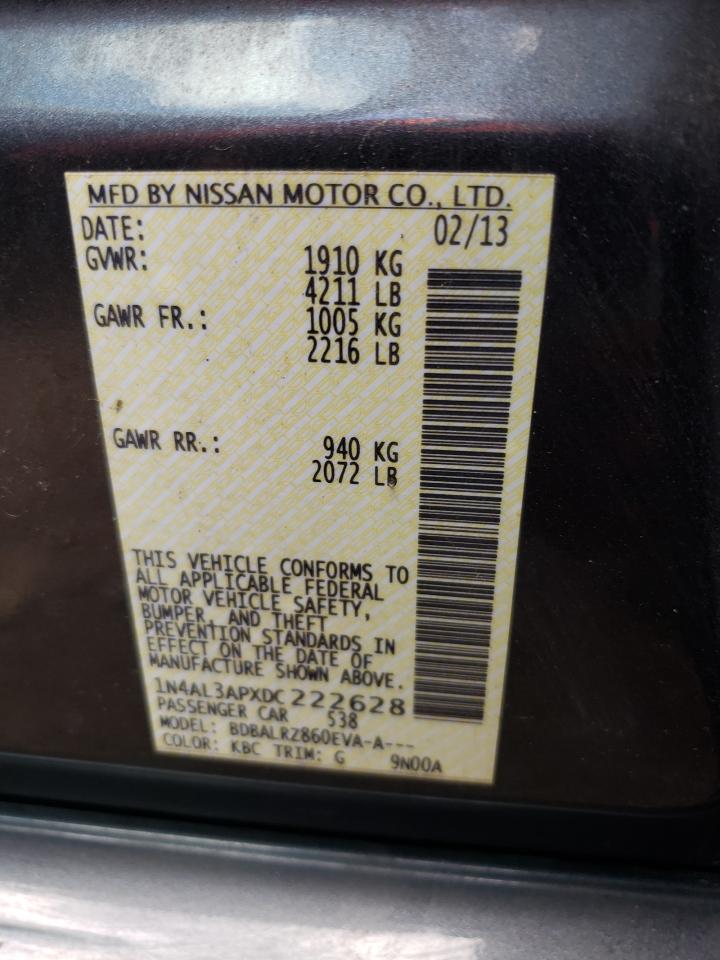 MFD BY NISSAN MOTOR CO., LTD.
DATE: 02/13
GVWR: 1910 KG
4211 LB
GAWR FR.: 1005 KG
2216 LB
GAWR RR.: 940 KG
2072 LB
THIS VEHICLE CONFORMS TO
ALL APPLICABLE FEDERAL
MOTOR VEHICLE SAFETY,
BUMPER, AND THEFT
PREVENTION STANDARDS IN
EFFECT ON THE DATE OF
MANUFACTURE SHOWN ABOVE.
1N4AL3APXDC222628
PASSENGER CAR S38
MODEL: BDBALRZ860EVA-A---
COLOR: KBC TRIM: G 9N00A